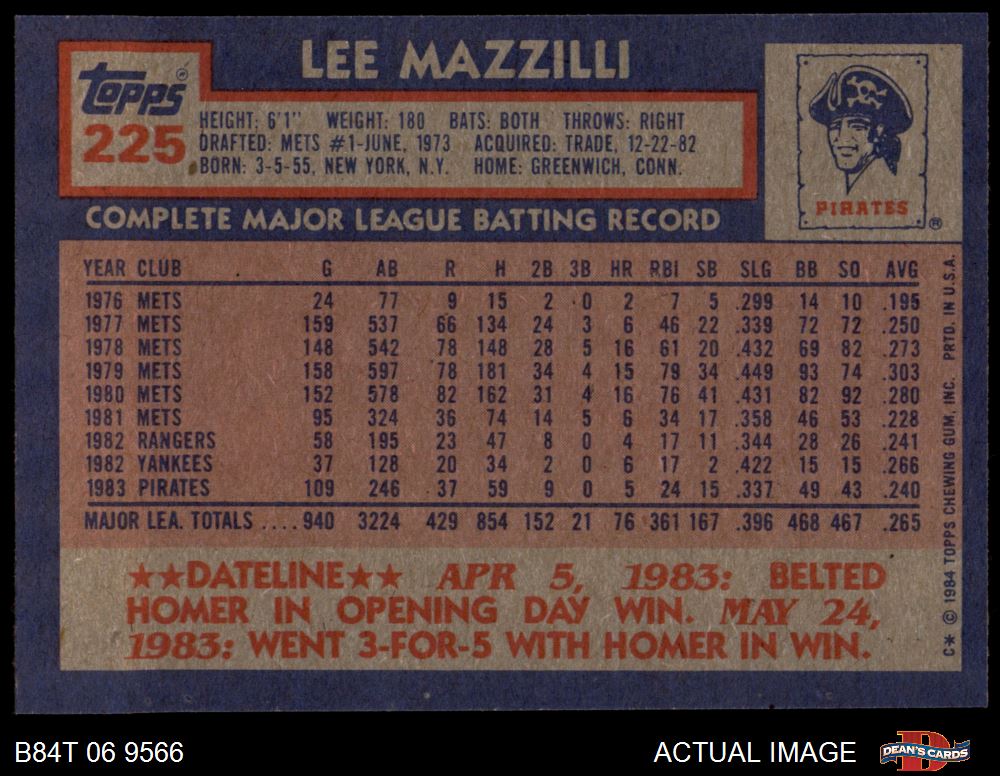 LEE MAZZILLI
TOPPS ®
225
HEIGHT: 6'1" WEIGHT: 180 BATS: BOTH THROWS: RIGHT
DRAFTED: METS #1-JUNE, 1973 ACQUIRED: TRADE, 12-22-82
BORN: 3-5-55, NEW YORK, N.Y. HOME: GREENWICH, CONN.
PIRATES ®
COMPLETE MAJOR LEAGUE BATTING RECORD
YEAR CLUB G AB R H 2B 3B HR RBI SB SLG BB SO AVG
1976 METS 24 77 9 15 2 0 2 7 5 .299 14 10 .195
1977 METS 159 537 66 134 24 3 6 46 22 .339 72 72 .250
1978 METS 148 542 78 148 28 5 16 61 20 .432 69 82 .273
1979 METS 158 597 78 181 34 4 15 79 34 .449 93 74 .303
1980 METS 152 578 82 162 31 4 16 76 41 .431 82 92 .280
1981 METS 95 324 36 74 14 5 6 34 17 .358 46 53 .228
1982 RANGERS 58 195 23 47 8 0 4 17 11 .344 28 26 .241
1982 YANKEES 37 128 20 34 2 0 6 17 2 .422 15 15 .266
1983 PIRATES 109 246 37 59 9 0 5 24 15 .337 49 43 .240
MAJOR LEA. TOTALS .... 940 3224 429 854 152 21 76 361 167 .396 468 467 .265
★★DATELINE★★ APR 5, 1983: BELTED
HOMER IN OPENING DAY WIN. MAY 24,
1983: WENT 3-FOR-5 WITH HOMER IN WIN.
C* © 1984 TOPPS CHEWING GUM, INC. PRTD. IN U.S.A.
B84T 06 9566
ACTUAL IMAGE
D
DEAN'S CARDS